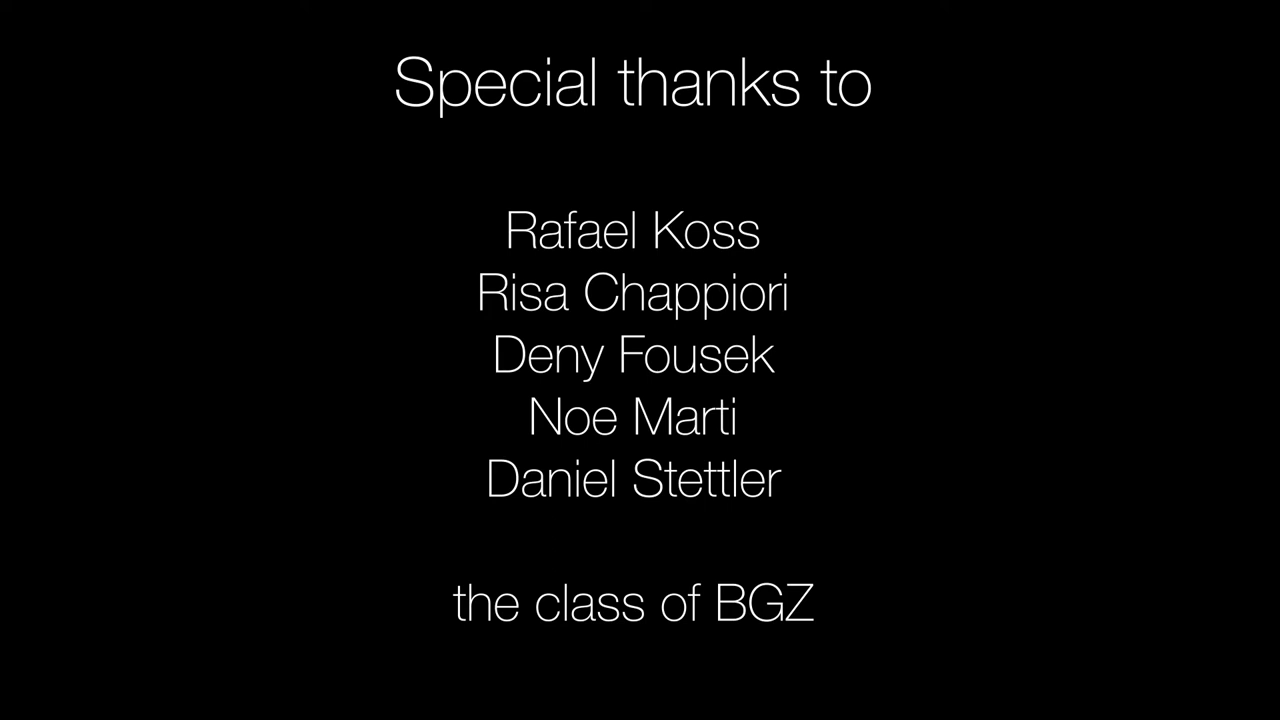 Special thanks to
Rafael Koss
Risa Chappiori
Deny Fousek
Noe Marti
Daniel Stettler
the class of BGZ